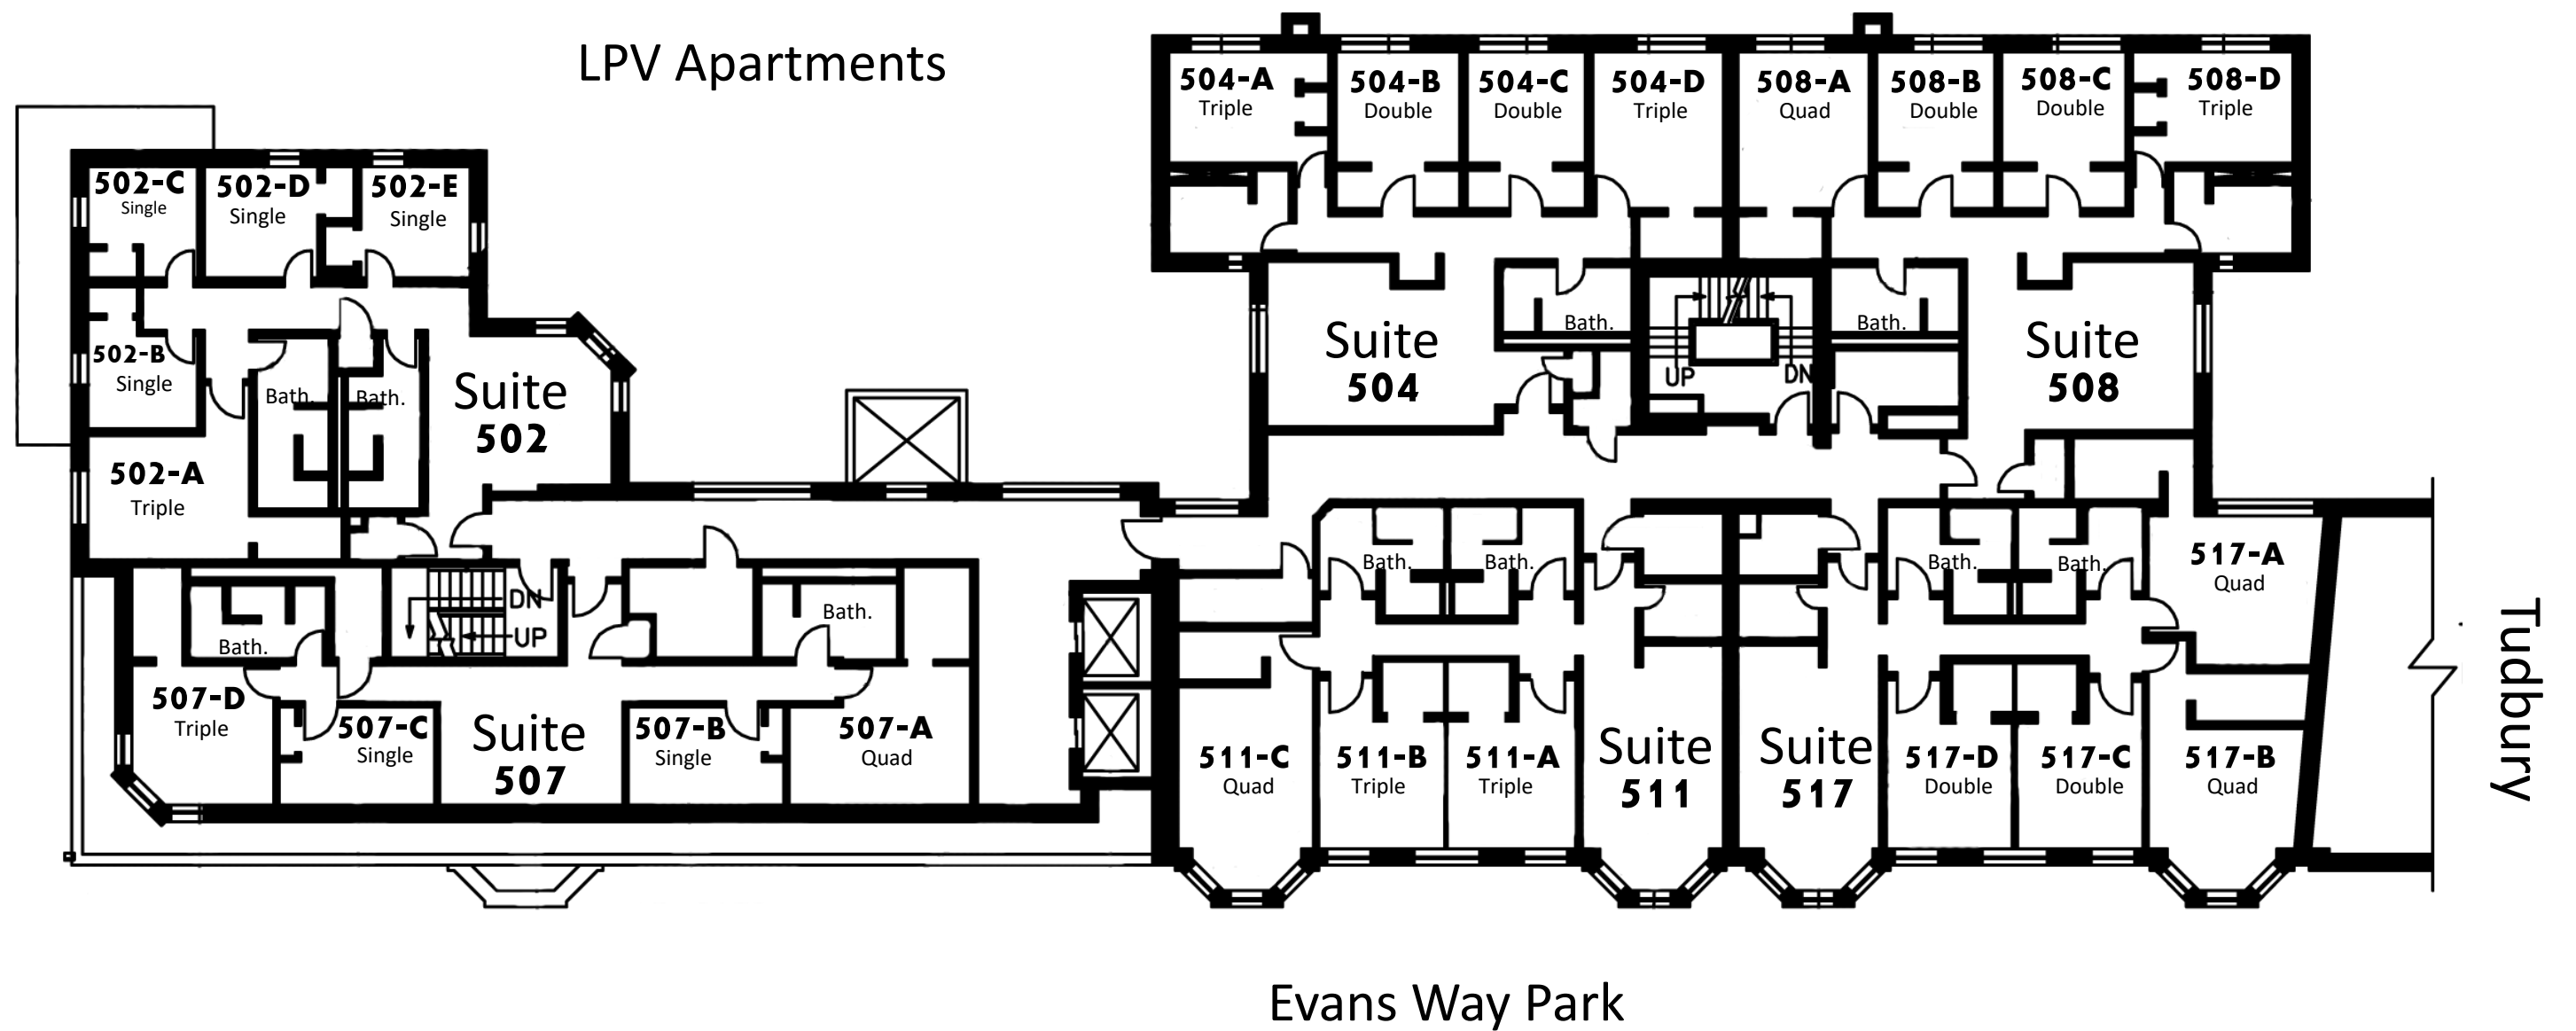 LPV Apartments
504-A
Triple
504-B
Double
504-C
Double
504-D
Triple
508-A
Quad
508-B
Double
508-C
Double
508-D
Triple
502-C
Single
502-D
Single
502-E
Single
502-B
Single
Bath.
Bath.
Suite
502
502-A
Triple
Suite
504
Bath.
UP
DN
Bath.
Suite
508
DN
UP
Bath.
Bath.
507-D
Triple
507-C
Single
Suite
507
507-B
Single
507-A
Quad
Bath.
Bath.
Bath.
Bath.
517-A
Quad
511-C
Quad
511-B
Triple
511-A
Triple
Suite
511
Suite
517
517-D
Double
517-C
Double
517-B
Quad
Tudbury
Evans Way Park